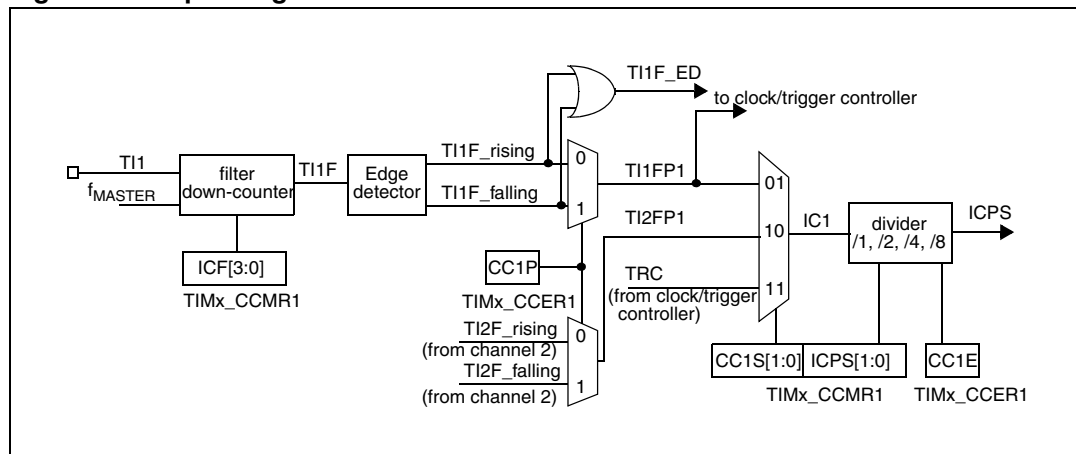 TI1F_ED
to clock/trigger controller
TI1F_rising
TI1
TI1F
0
TI1FP1
filter
down-counter
Edge
detector
01
fMASTER
TI1F_falling
1
TI2FP1
ICPS
IC1
divider
/1, /2, /4, /8
10
ICF[3:0]
CC1P
TRC
11
(from clock/trigger
controller)
TIMx_CCMR1
TIMx_CCER1
TI2F_rising
0
(from channel 2)
TI2F_falling
1
(from channel 2)
CC1S[1:0]
ICPS[1:0]
CC1E
TIMx_CCMR1
TIMx_CCER1